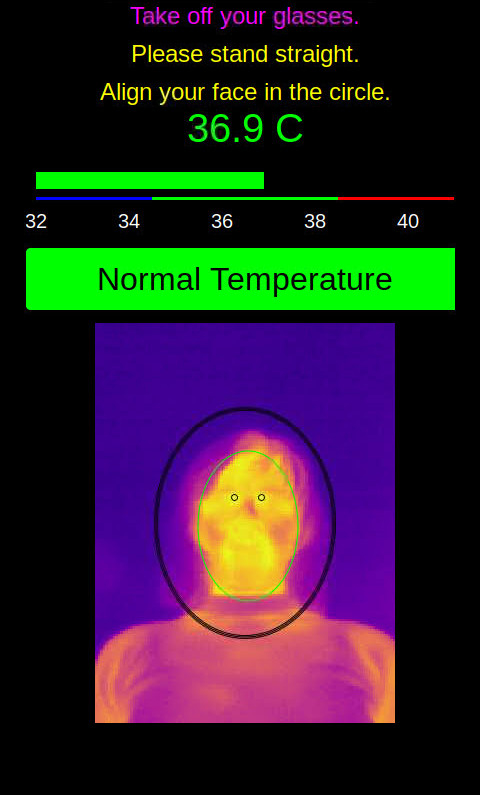 Take off your glasses.
Please stand straight.
Align your face in the circle.
36.9 C
32 34 36 38 40
Normal Temperature